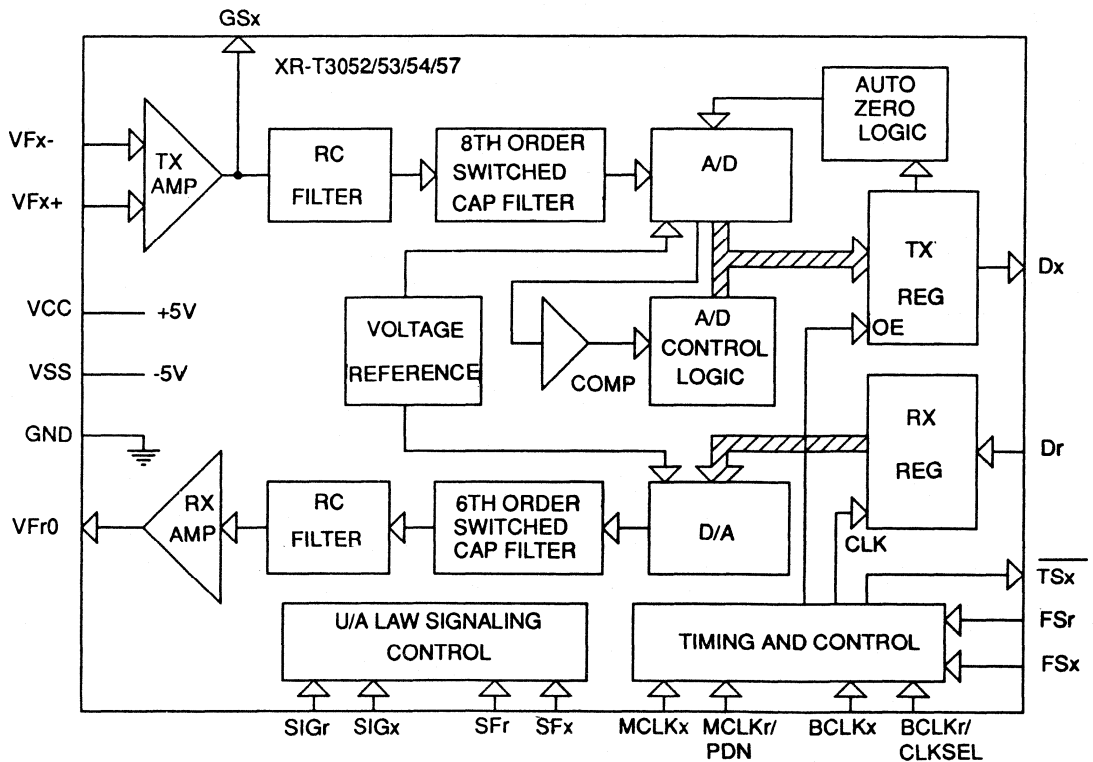 GSx
XR-T3052/53/54/57
VFx-
VFx+
TX
AMP
RC
FILTER
8TH ORDER
SWITCHED
CAP FILTER
A/D
AUTO
ZERO
LOGIC
TX
REG
OE
Dx
VCC
+5V
VSS
-5V
GND
VOLTAGE
REFERENCE
COMP
A/D
CONTROL
LOGIC
RX
REG
CLK
Dr
VFr0
RX
AMP
RC
FILTER
6TH ORDER
SWITCHED
CAP FILTER
D/A
TSx
FSr
FSx
U/A LAW SIGNALING
CONTROL
TIMING AND CONTROL
SIGr
SIGx
SFr
SFx
MCLKx
MCLKr/
PDN
BCLKx
BCLKr/
CLKSEL